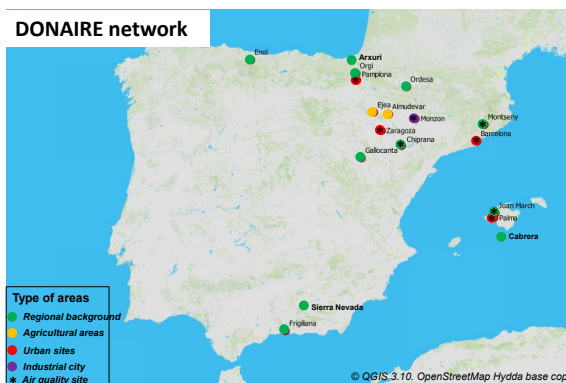 DONAIRE network
Enol
Arxuri
Orgi
Pamplona
Ordesa
Ejea
Almudevar
Monzon
Montseny
Zaragoza
Barcelona
Chiprana
Gallocanta
Joan March
Palma
Cabrera
Sierra Nevada
Frigiliana
Type of areas
Regional background
Agricultural areas
Urban sites
Industrial city
* Air quality site
© QGIS 3.10. OpenStreetMap Hydda base cop